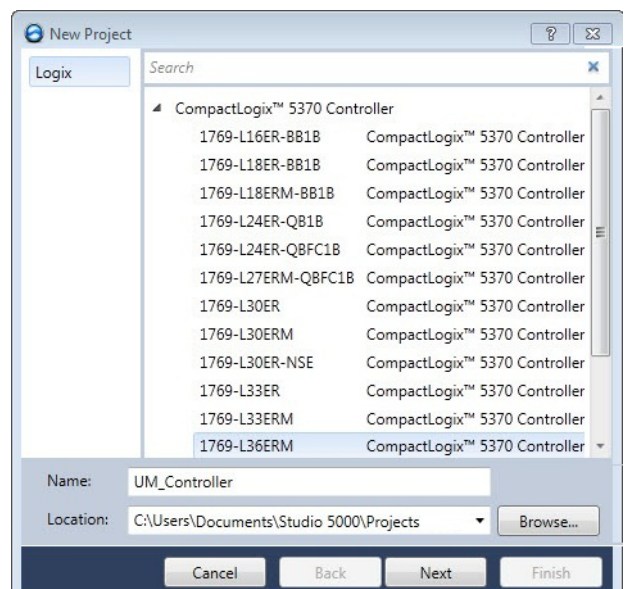 New Project
Logix
Search
CompactLogix™ 5370 Controller
1769-L16ER-BB1B CompactLogix™ 5370 Controller
1769-L18ER-BB1B CompactLogix™ 5370 Controller
1769-L18ERM-BB1B CompactLogix™ 5370 Controller
1769-L24ER-QB1B CompactLogix™ 5370 Controller
1769-L24ER-QBFC1B CompactLogix™ 5370 Controller
1769-L27ERM-QBFC1B CompactLogix™ 5370 Controller
1769-L30ER CompactLogix™ 5370 Controller
1769-L30ERM CompactLogix™ 5370 Controller
1769-L30ER-NSE CompactLogix™ 5370 Controller
1769-L33ER CompactLogix™ 5370 Controller
1769-L33ERM CompactLogix™ 5370 Controller
1769-L36ERM CompactLogix™ 5370 Controller
Name: UM_Controller
Location: C:\Users\Documents\Studio 5000\Projects Browse...
Cancel Back Next Finish